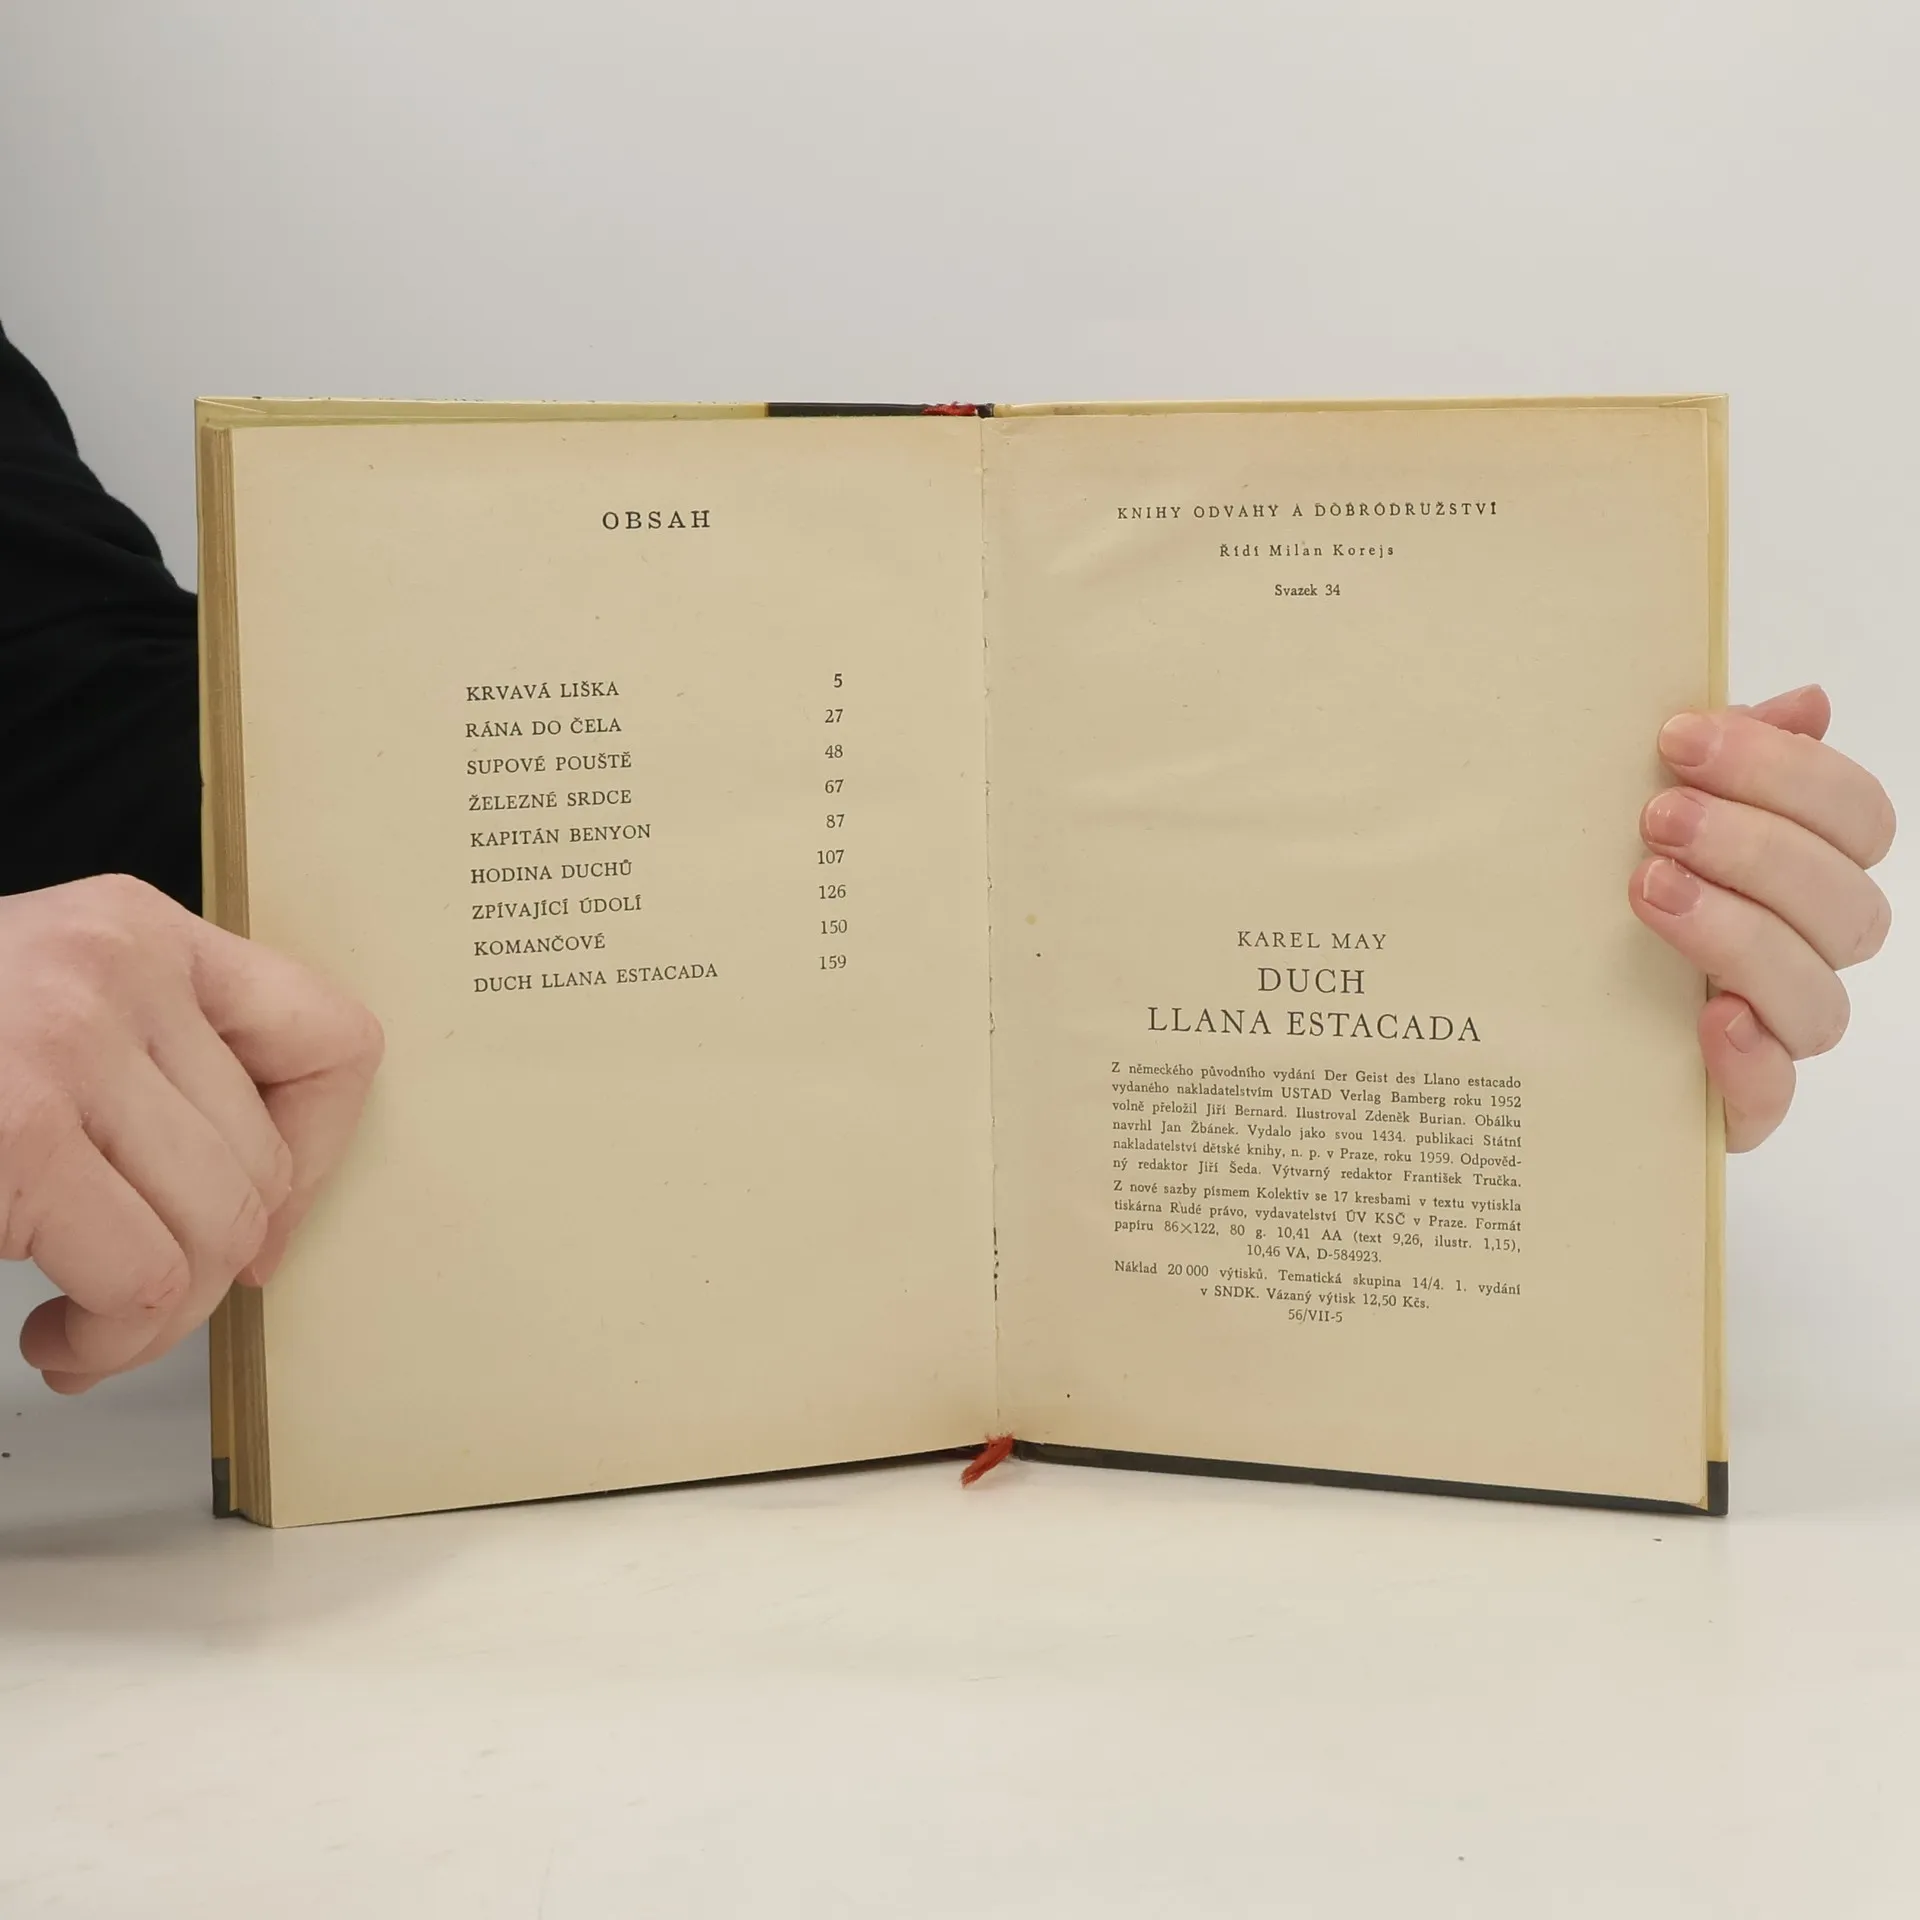 OBSAH
KRVAVÁ LIŠKA 5
RÁNA DO ČELA 27
SUPOVÉ POUŠTĚ 48
ŽELEZNÉ SRDCE 67
KAPITÁN BENYON 87
HODINA DUCHŮ 107
ZPÍVAJÍCÍ ÚDOLÍ 126
KOMANČOVÉ 150
DUCH LLANA ESTACADA 159
KNIHY ODVAHY A DOBRODRUŽSTVÍ
Řídí Milan Korejs
Svazek 34
KAREL MAY
DUCH
LLANA ESTACADA
Z německého původního vydání Der Geist des Llano estacado
vydaného nakladatelstvím USTAD Verlag Bamberg roku 1952
volně přeložil Jiří Bernard. Ilustroval Zdeněk Burian. Obálku
navrhl Jan Žbánek. Vydalo jako svou 1434. publikaci Státní
nakladatelství dětské knihy, n. p. v Praze, roku 1959. Odpověd-
ný redaktor Jiří Šeda. Výtvarný redaktor František Tručka.
Z nové sazby písmem Kolektiv se 17 kresbami v textu vytiskla
tiskárna Rudé právo, vydavatelství ÚV KSČ v Praze. Formát
papíru 86×122, 80 g. 10,41 AA (text 9,26, ilustr. 1,15),
10,46 VA, D-584923.
Náklad 20 000 výtisků. Tematická skupina 14/4. 1. vydání
v SNDK. Vázaný výtisk 12,50 Kčs.
56/VII-5